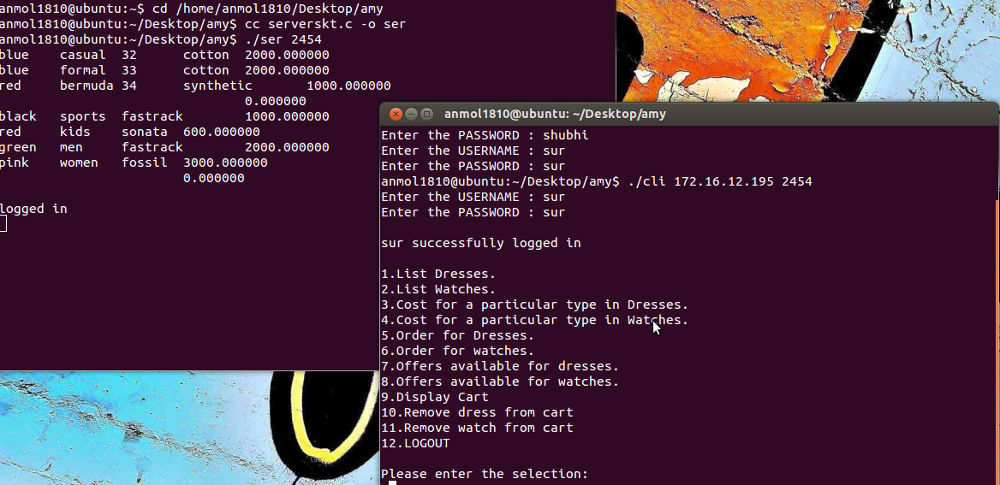 anmol1810@ubuntu:~$ cd /home/anmol1810/Desktop/amy
anmol1810@ubuntu:~/Desktop/amy$ cc serverskt.c -o ser
anmol1810@ubuntu:~/Desktop/amy$ ./ser 2454
blue casual 32 cotton 2000.000000
blue formal 33 cotton 2000.000000
red bermuda 34 synthetic 1000.000000
0.000000
black sports fastrack 1000.000000
red kids sonata 600.000000
green men fastrack 2000.000000
pink women fossil 3000.000000
0.000000
logged in
anmol1810@ubuntu: ~/Desktop/amy
Enter the PASSWORD : shubhi
Enter the USERNAME : sur
Enter the PASSWORD : sur
anmol1810@ubuntu:~/Desktop/amy$ ./cli 172.16.12.195 2454
Enter the USERNAME : sur
Enter the PASSWORD : sur
sur successfully logged in
1.List Dresses.
2.List Watches.
3.Cost for a particular type in Dresses.
4.Cost for a particular type in Watches.
5.Order for Dresses.
6.Order for watches.
7.Offers available for dresses.
8.Offers available for watches.
9.Display Cart
10.Remove dress from cart
11.Remove watch from cart
12.LOGOUT
Please enter the selection: